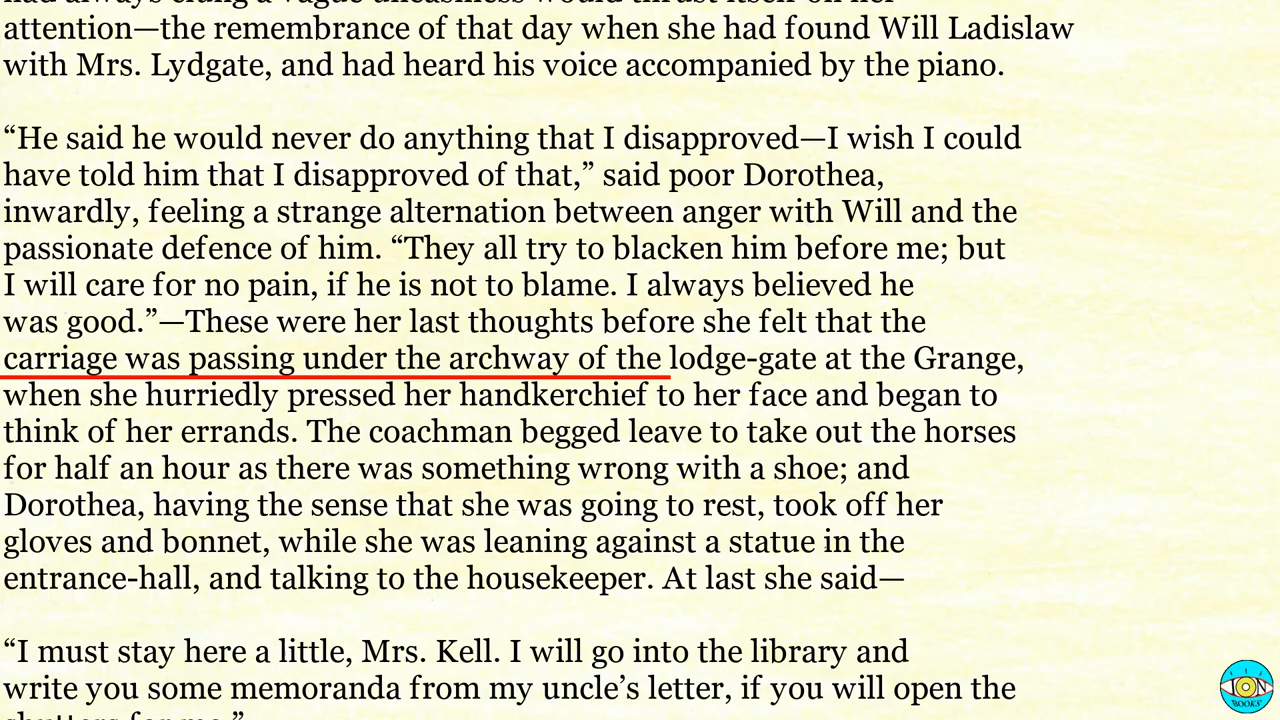 attention—the remembrance of that day when she had found Will Ladislaw
with Mrs. Lydgate, and had heard his voice accompanied by the piano.
“He said he would never do anything that I disapproved—I wish I could
have told him that I disapproved of that,” said poor Dorothea,
inwardly, feeling a strange alternation between anger with Will and the
passionate defence of him. “They all try to blacken him before me; but
I will care for no pain, if he is not to blame. I always believed he
was good.”—These were her last thoughts before she felt that the
carriage was passing under the archway of the lodge-gate at the Grange,
when she hurriedly pressed her handkerchief to her face and began to
think of her errands. The coachman begged leave to take out the horses
for half an hour as there was something wrong with a shoe; and
Dorothea, having the sense that she was going to rest, took off her
gloves and bonnet, while she was leaning against a statue in the
entrance-hall, and talking to the housekeeper. At last she said—
“I must stay here a little, Mrs. Kell. I will go into the library and
write you some memoranda from my uncle’s letter, if you will open the
ION
BOOKS